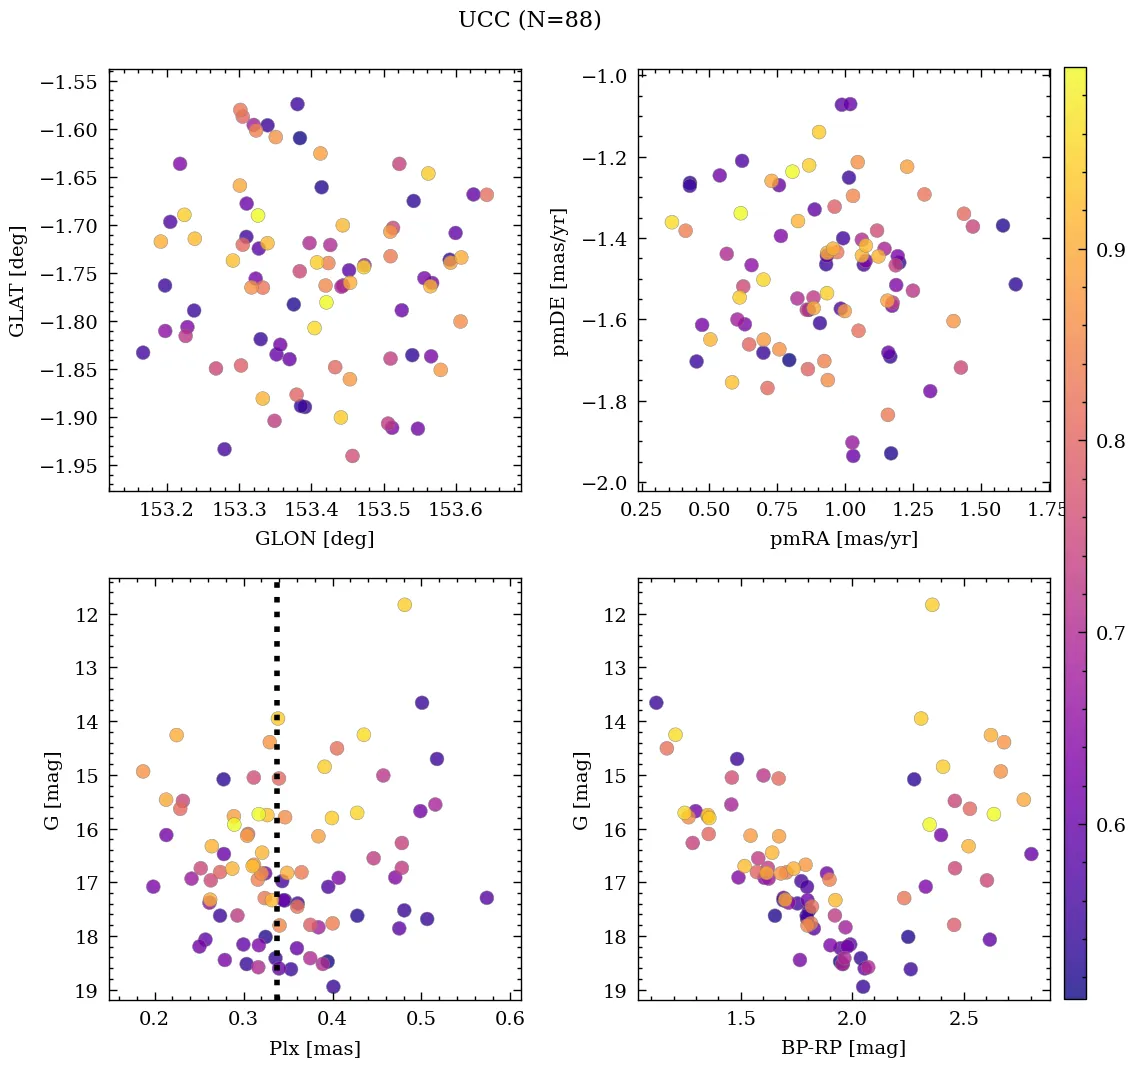 UCC (N=88)
−1.55
−1.60
−1.65
−1.70
−1.75
−1.80
−1.85
−1.90
−1.95
GLAT [deg]
153.2 153.3 153.4 153.5 153.6
GLON [deg]
−1.0
−1.2
−1.4
−1.6
−1.8
−2.0
pmDE [mas/yr]
0.25 0.50 0.75 1.00 1.25 1.50 1.75
pmRA [mas/yr]
12
13
14
15
16
17
18
19
G [mag]
0.2 0.3 0.4 0.5 0.6
Plx [mas]
12
13
14
15
16
17
18
19
G [mag]
1.5 2.0 2.5
BP-RP [mag]
0.9
0.8
0.7
0.6